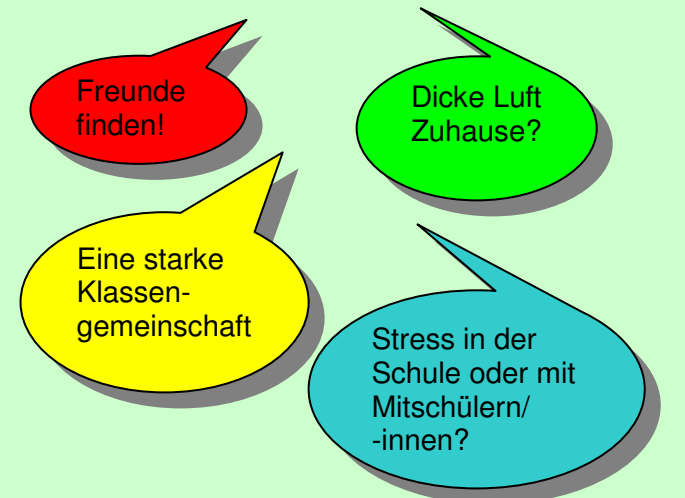 Freunde
finden!
Dicke Luft
Zuhause?
Eine starke
Klassen-
gemeinschaft
Stress in der
Schule oder mit
Mitschülern/
-innen?